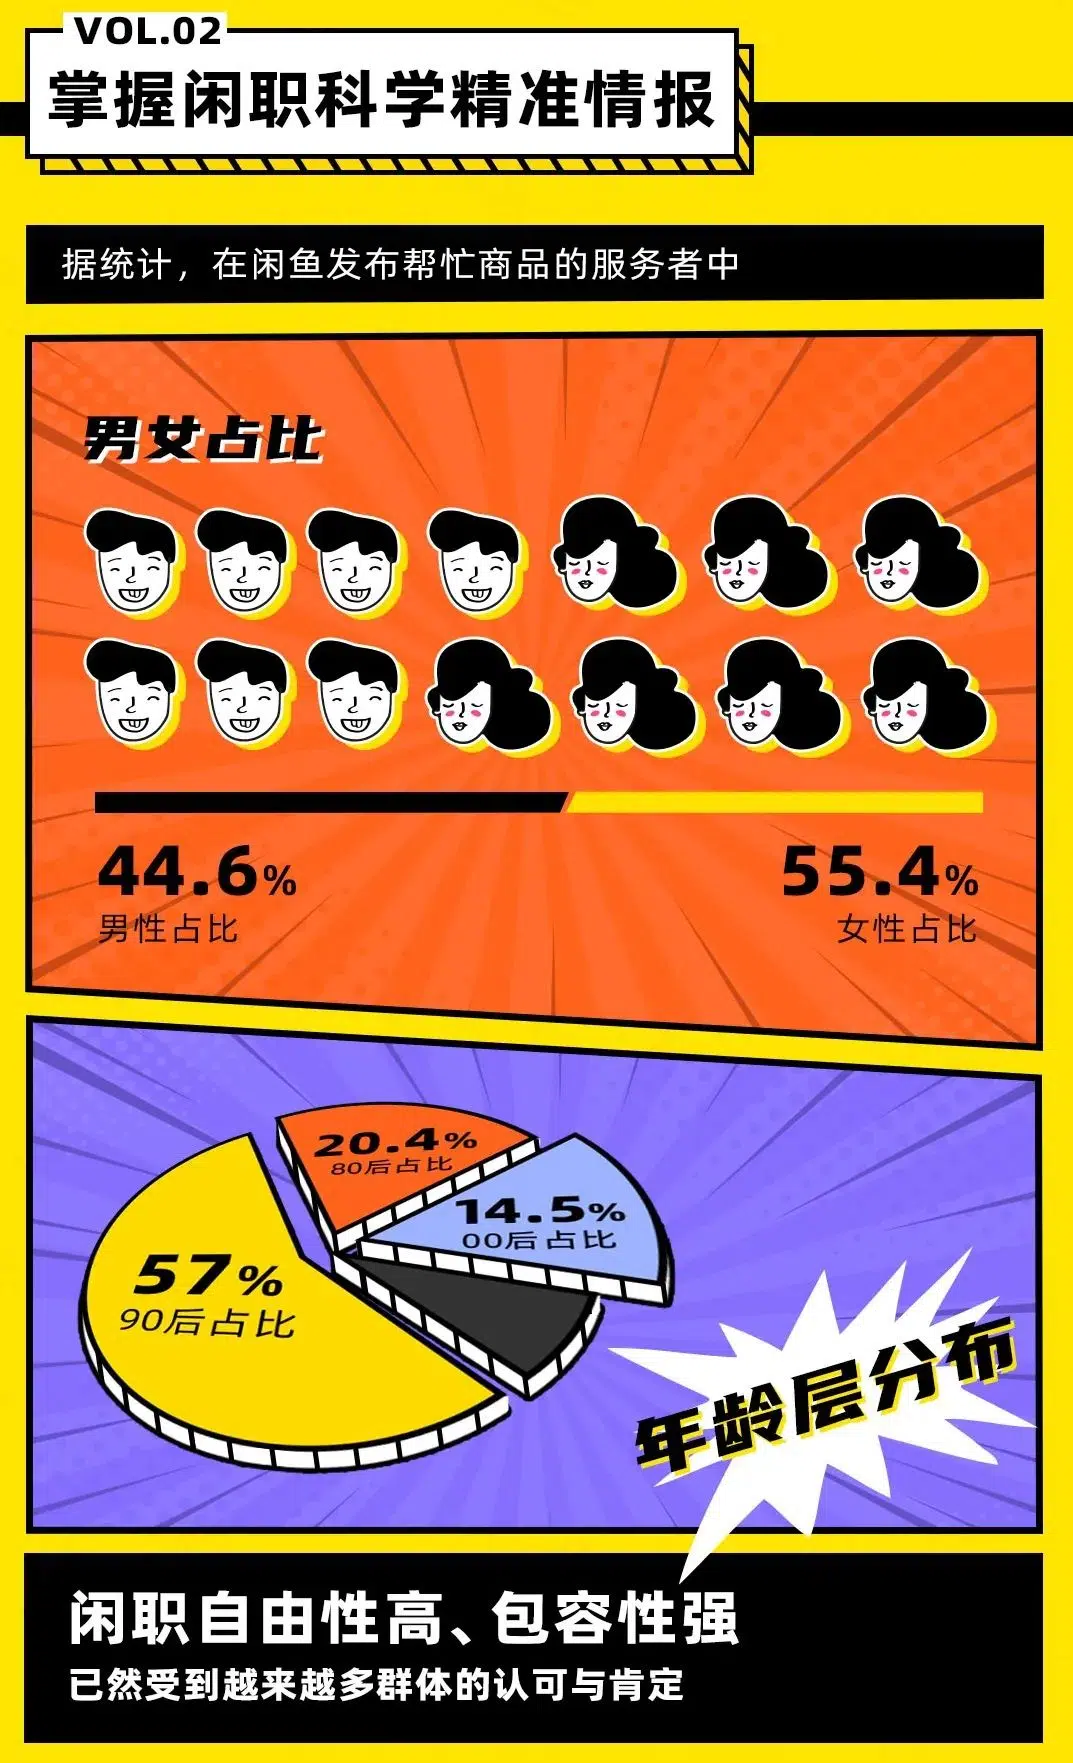 VOL.02
掌握闲职科学精准情报
据统计，在闲鱼发布帮忙商品的服务者中
男女占比
44.6%
55.4%
男性占比
女性占比
20.4%
80后占比
14.5%
00后占比
57%
90后占比
年龄层分布
闲职自由性高、包容性强
已然受到越来越多群体的认可与肯定